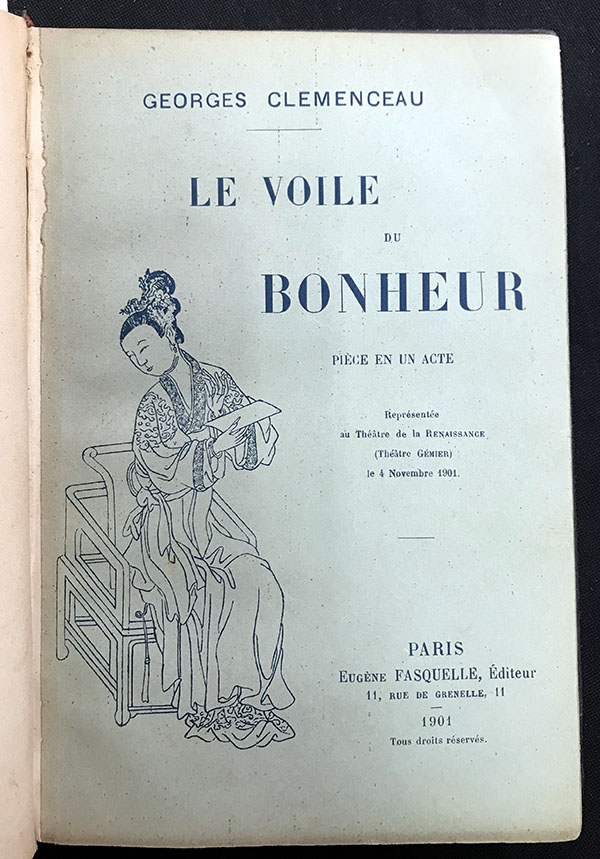 GEORGES CLEMENCEAU
LE VOILE
DU
BONHEUR
PIÈCE EN UN ACTE
Représentée
au Théâtre de la RENAISSANCE
(Théâtre GÉMIER)
le 4 Novembre 1901.
PARIS
EUGÈNE FASQUELLE, Éditeur
11, RUE DE GRENELLE, 11
1901
Tous droits réservés.